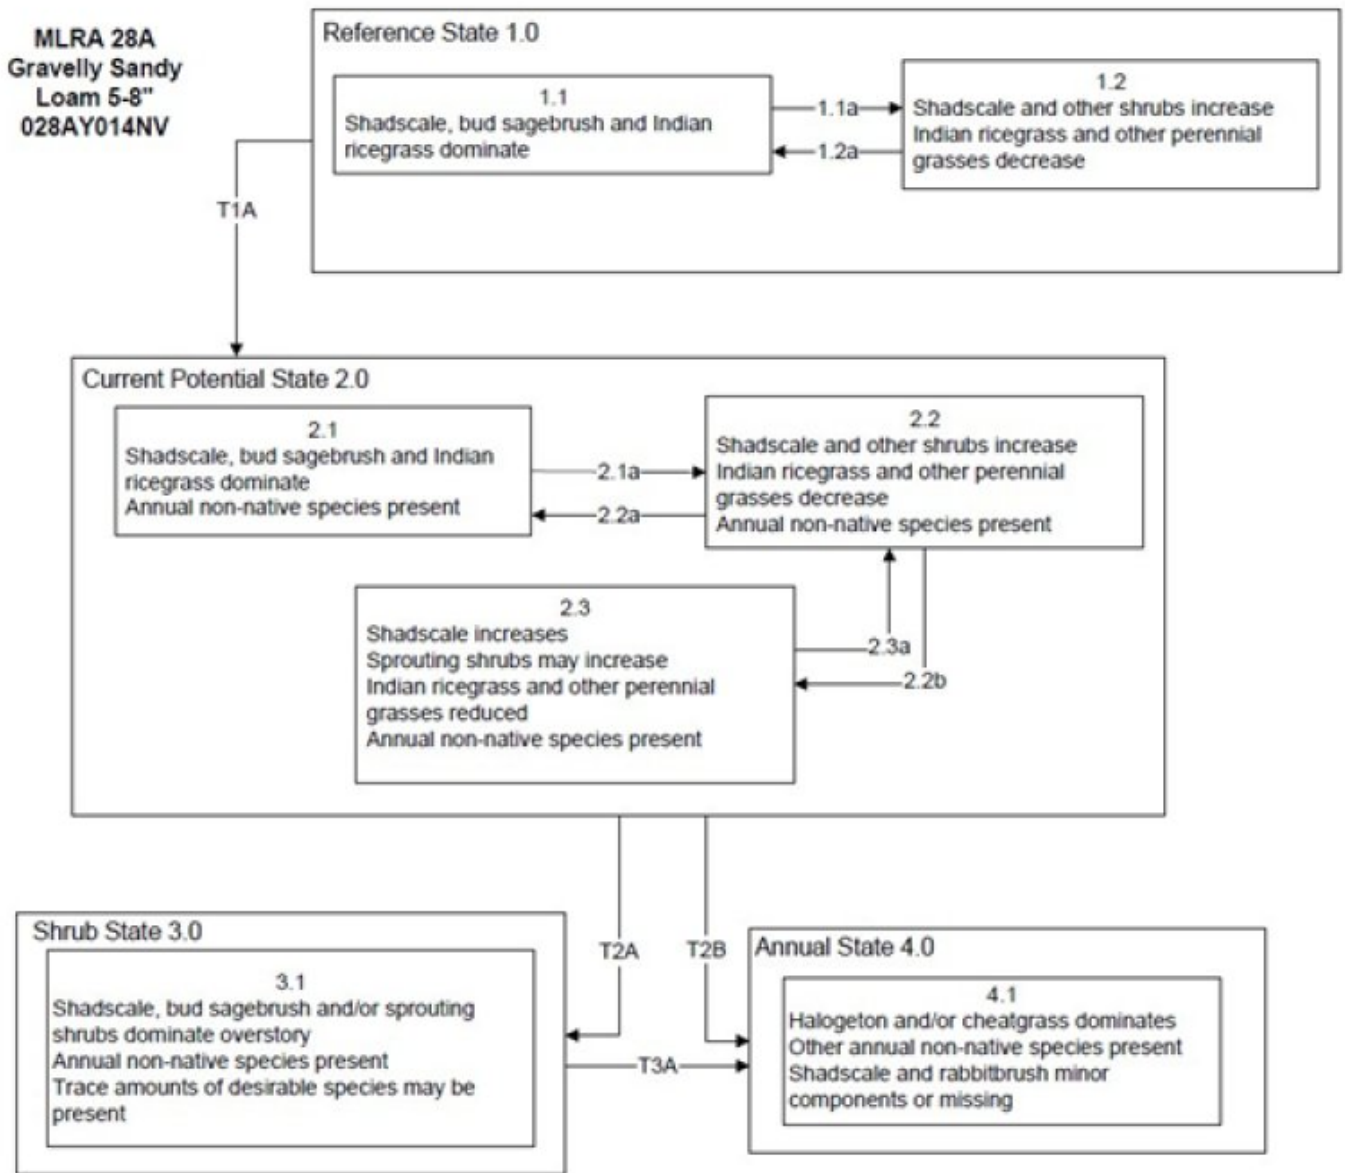 MLRA 28A
Gravelly Sandy
Loam 5-8"
028AY014NV
Reference State 1.0
1.1
Shadscale, bud sagebrush and Indian
ricegrass dominate
1.1a
1.2a
1.2
Shadscale and other shrubs increase
Indian ricegrass and other perennial
grasses decrease
T1A
Current Potential State 2.0
2.1
Shadscale, bud sagebrush and Indian
ricegrass dominate
Annual non-native species present
2.1a
2.2a
2.2
Shadscale and other shrubs increase
Indian ricegrass and other perennial
grasses decrease
Annual non-native species present
2.3
Shadscale increases
Sprouting shrubs may increase
Indian ricegrass and other perennial
grasses reduced
Annual non-native species present
2.3a
2.2b
T2A
T2B
Shrub State 3.0
3.1
Shadscale, bud sagebrush and/or sprouting
shrubs dominate overstory
Annual non-native species present
Trace amounts of desirable species may be
present
T3A
Annual State 4.0
4.1
Halogeton and/or cheatgrass dominates
Other annual non-native species present
Shadscale and rabbitbrush minor
components or missing